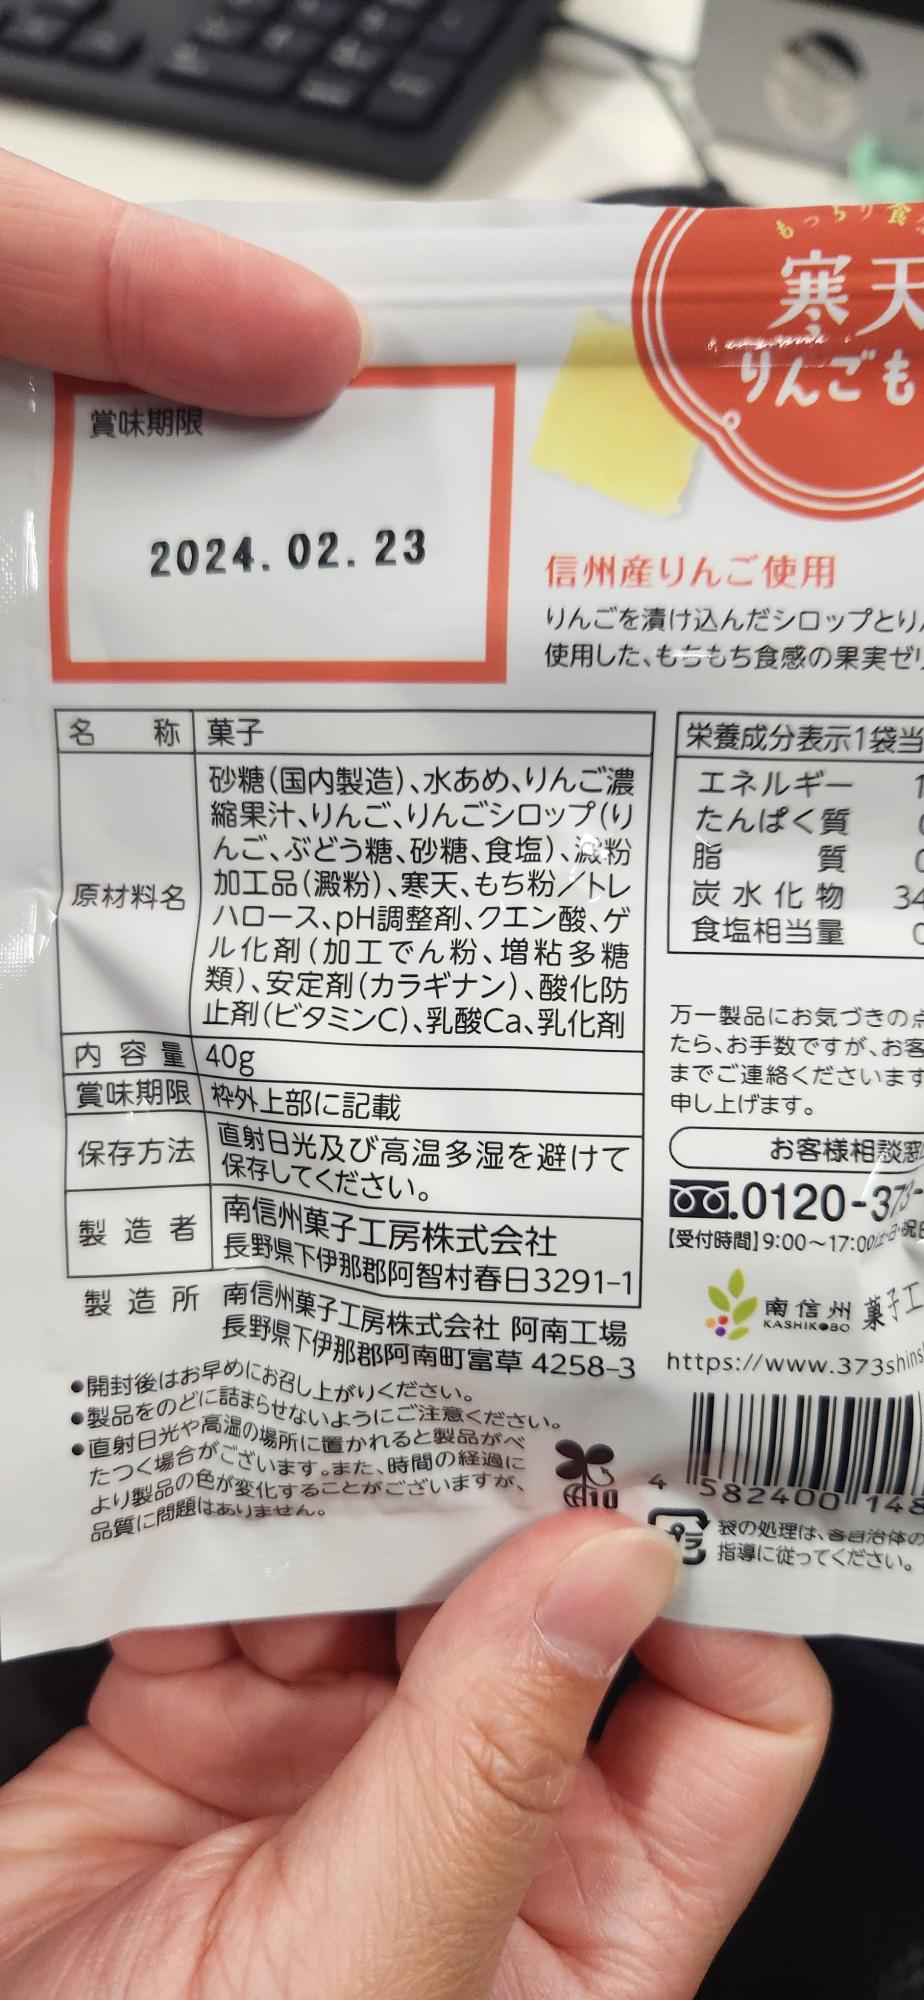 もっちり食
寒天
りんごも
賞味期限
2024.02.23
信州産りんご使用
りんごを漬け込んだシロップとりん
使用した、もちもち食感の果実ゼリ
名称 菓子
原材料名
砂糖(国内製造)、水あめ、りんご濃
縮果汁、りんご、りんごシロップ(り
んご、ぶどう糖、砂糖、食塩)、澱粉
加工品(澱粉)、寒天、もち粉/トレ
ハロース、pH調整剤、クエン酸、ゲ
ル化剤(加工でん粉、増粘多糖
類)、安定剤(カラギナン)、酸化防
止剤(ビタミンC)、乳酸Ca、乳化剤
内容量 40g
賞味期限 枠外上部に記載
保存方法 直射日光及び高温多湿を避けて
保存してください。
製造者 南信州菓子工房株式会社
長野県下伊那郡阿智村春日3291-1
製造所 南信州菓子工房株式会社 阿南工場
長野県下伊那郡阿南町富草 4258-3
●開封後はお早めにお召し上がりください。
●製品をのどに詰まらせないようにご注意ください。
●直射日光や高温の場所に置かれると製品がべ
たつく場合がございます。また、時間の経過に
より製品の色が変化することがございますが、
品質に問題はありません。
栄養成分表示1袋当
エネルギー 1
たんぱく質 0
脂質 0
炭水化物 34
食塩相当量 0
万一製品にお気づきの点
たら、お手数ですが、お客
までご連絡くださいます
申し上げます。
お客様相談窓
0120-373-
【受付時間】9:00~17:00
南信州 菓子工
KASHIKOBO
https://www.373shins
4 582400 148
プラ
袋の処理は、各自治体の
指導に従ってください。